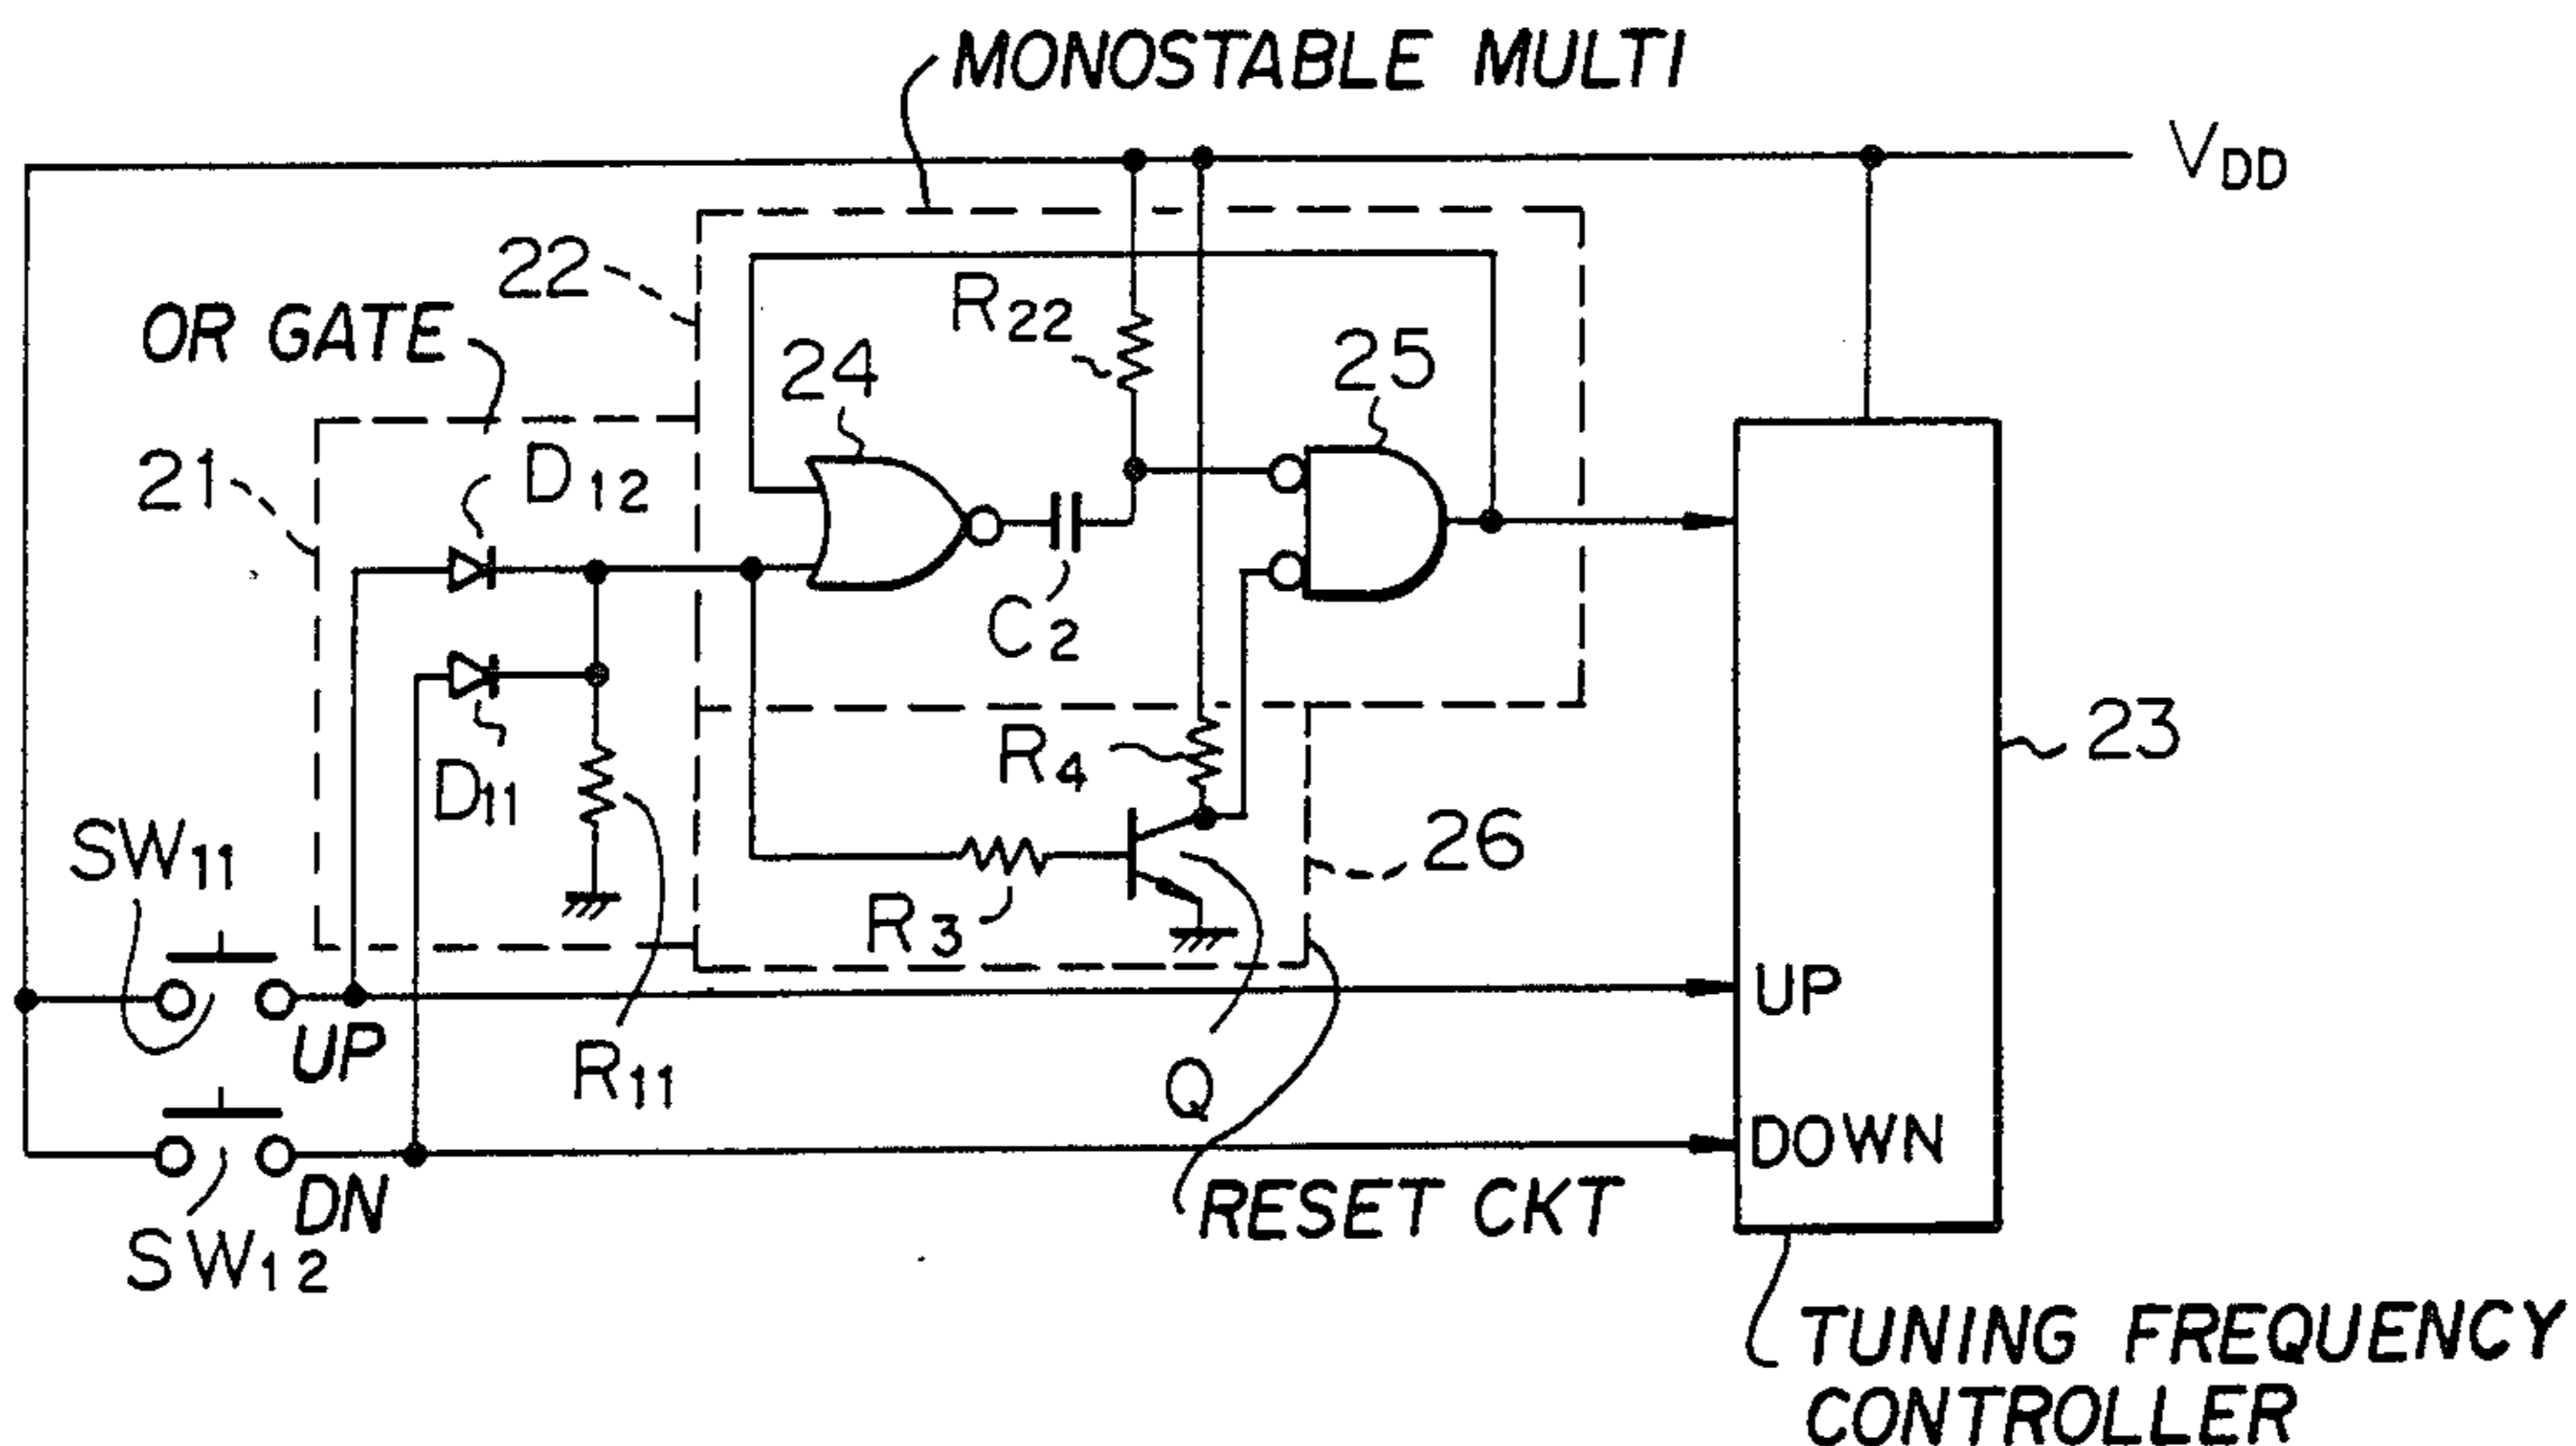 MONOSTABLE MULTI
VDD
22
R22
OR GATE
24
25
21
D12
C2
23
R4
D11
SW11
26
R3
UP
UP
R11
Q
DOWN
DN
RESET CKT
SW12
TUNING FREQUENCY
CONTROLLER